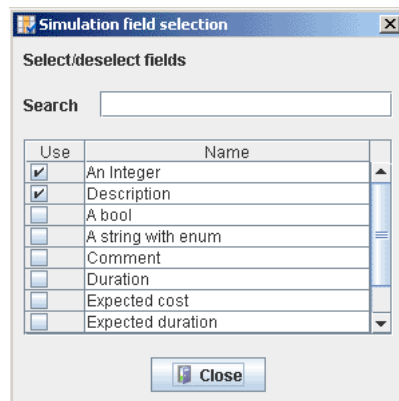 Simulation field selection
Select/deselect fields
Search
Use Name
An Integer
Description
A bool
A string with enum
Comment
Duration
Expected cost
Expected duration
Close